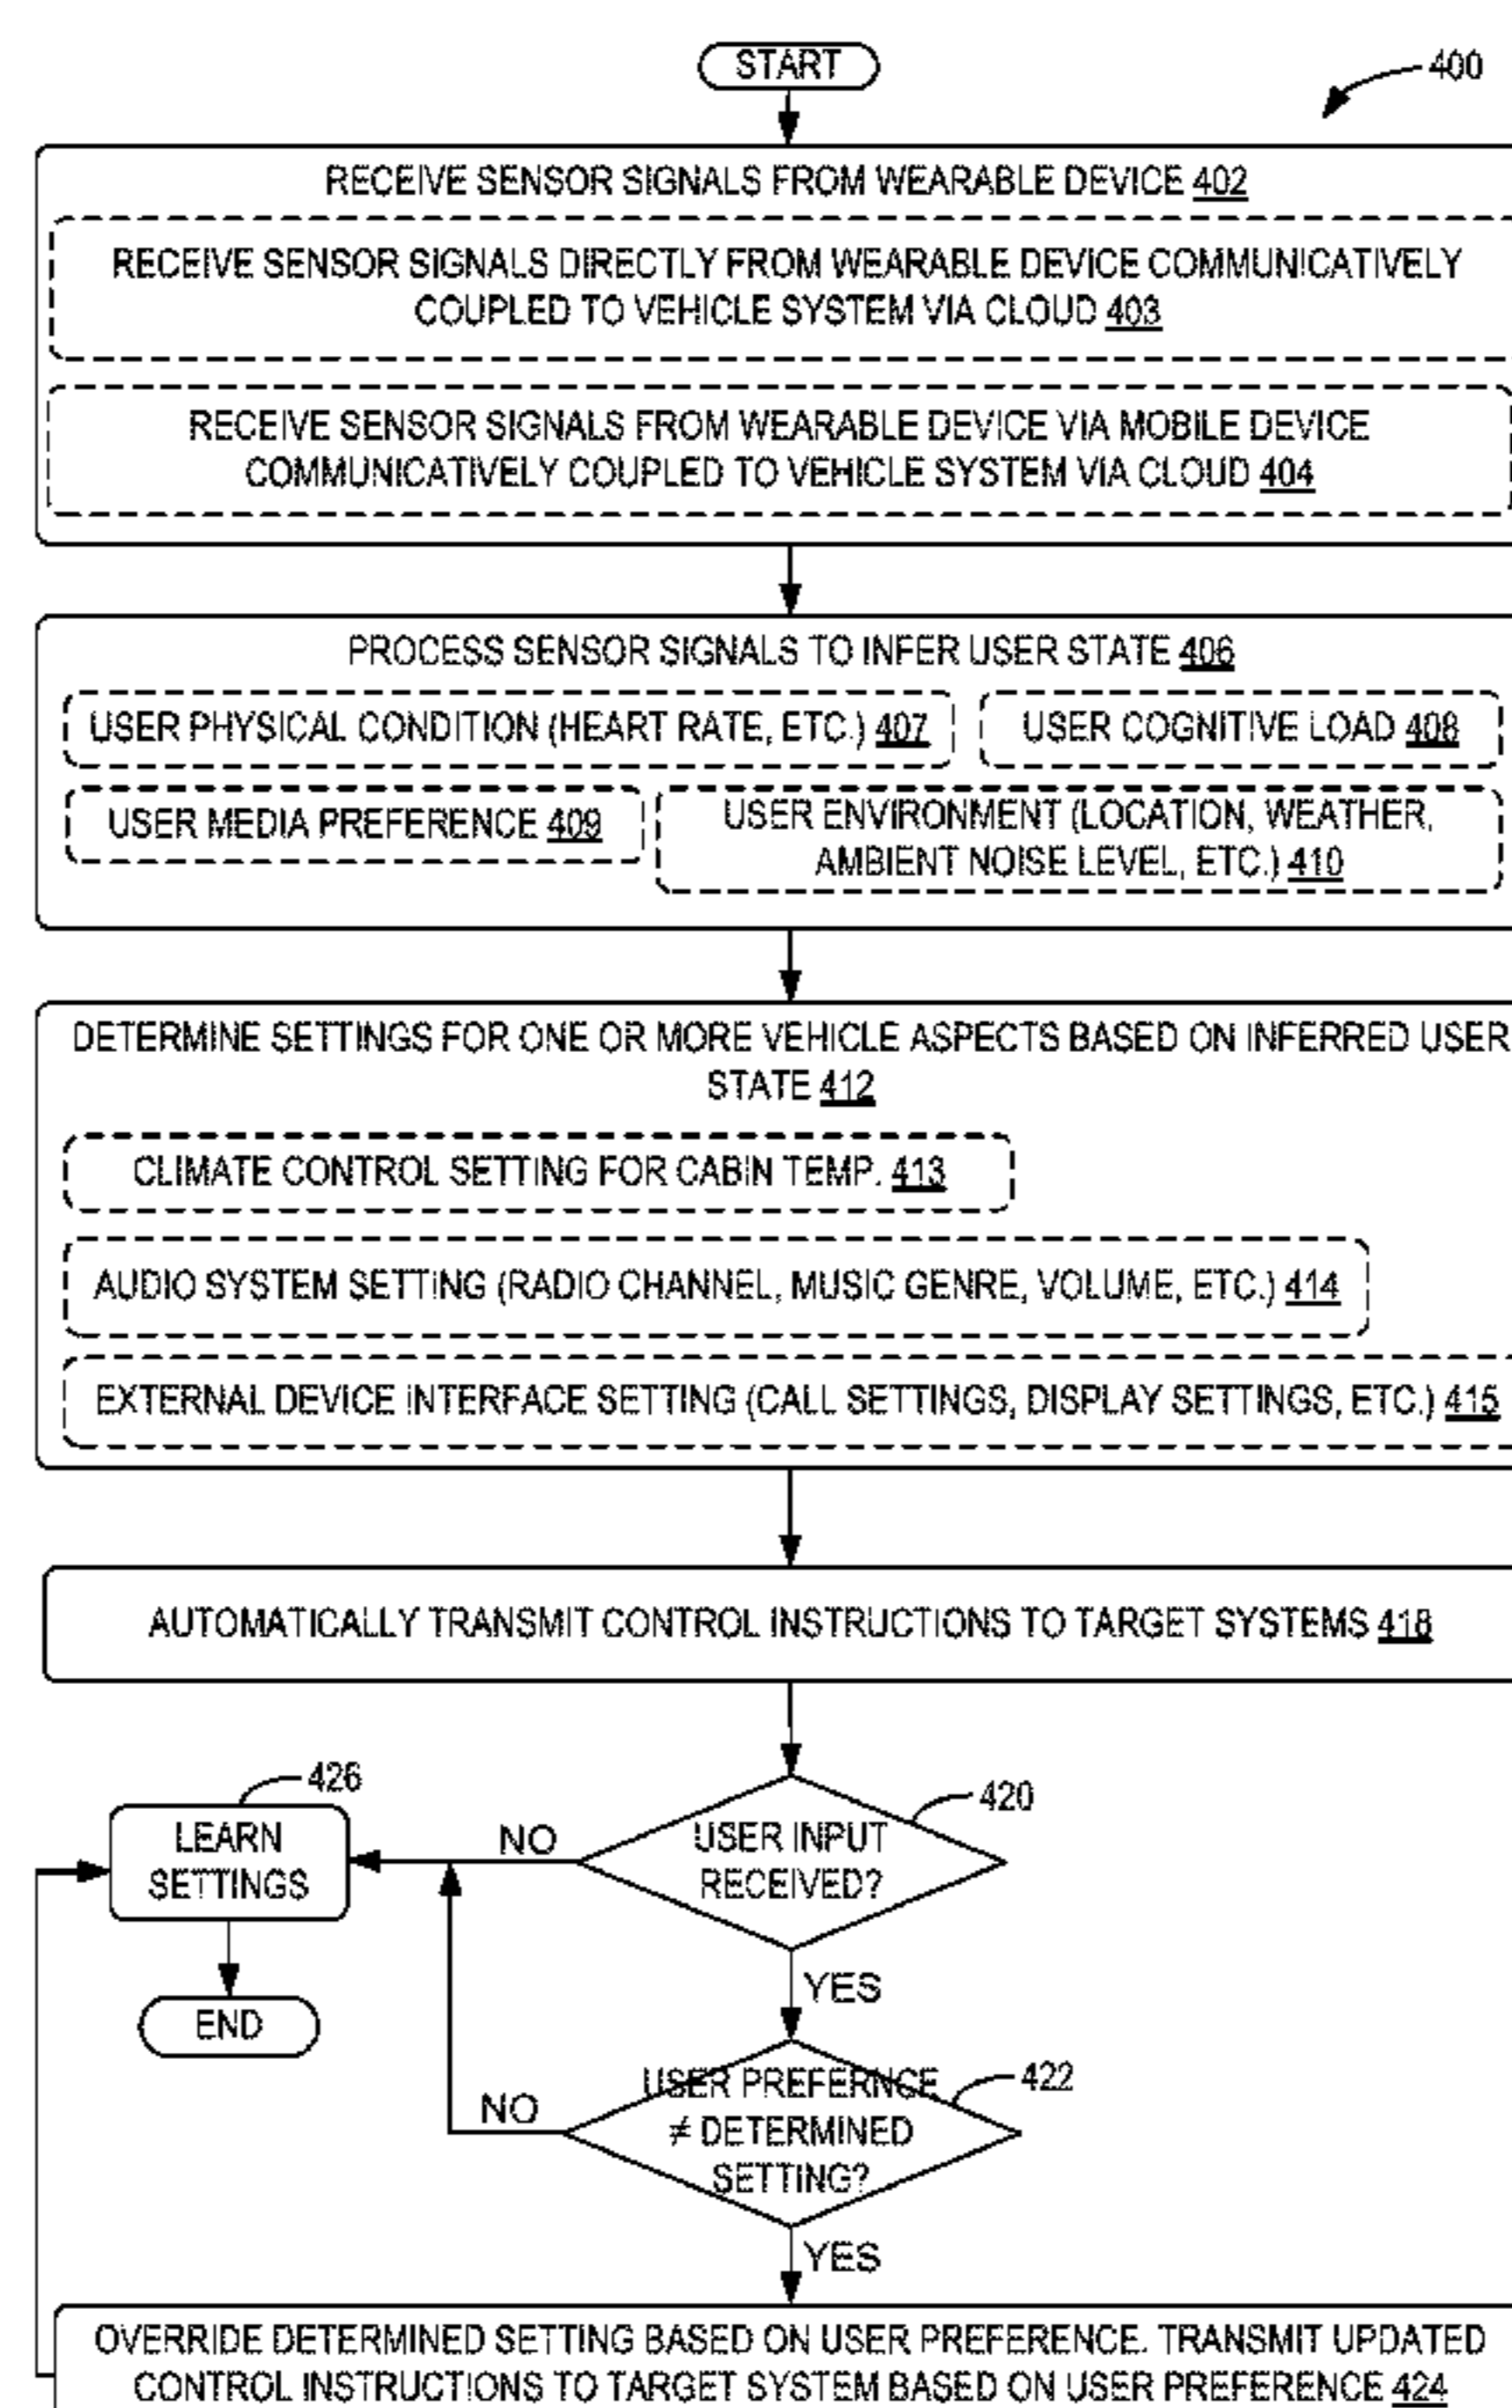 START
400
RECEIVE SENSOR SIGNALS FROM WEARABLE DEVICE 402
RECEIVE SENSOR SIGNALS DIRECTLY FROM WEARABLE DEVICE COMMUNICATIVELY
COUPLED TO VEHICLE SYSTEM VIA CLOUD 403
RECEIVE SENSOR SIGNALS FROM WEARABLE DEVICE VIA MOBILE DEVICE
COMMUNICATIVELY COUPLED TO VEHICLE SYSTEM VIA CLOUD 404
PROCESS SENSOR SIGNALS TO INFER USER STATE 406
USER PHYSICAL CONDITION (HEART RATE, ETC.) 407
USER COGNITIVE LOAD 408
USER MEDIA PREFERENCE 409
USER ENVIRONMENT (LOCATION, WEATHER,
AMBIENT NOISE LEVEL, ETC.) 410
DETERMINE SETTINGS FOR ONE OR MORE VEHICLE ASPECTS BASED ON INFERRED USER
STATE 412
CLIMATE CONTROL SETTING FOR CABIN TEMP. 413
AUDIO SYSTEM SETTING (RADIO CHANNEL, MUSIC GENRE, VOLUME, ETC.) 414
EXTERNAL DEVICE INTERFACE SETTING (CALL SETTINGS, DISPLAY SETTINGS, ETC.) 415
AUTOMATICALLY TRANSMIT CONTROL INSTRUCTIONS TO TARGET SYSTEMS 418
426
LEARN
SETTINGS
NO
USER INPUT
RECEIVED?
420
YES
END
NO
USER PREFERNCE
≠ DETERMINED
SETTING?
422
YES
OVERRIDE DETERMINED SETTING BASED ON USER PREFERENCE. TRANSMIT UPDATED
CONTROL INSTRUCTIONS TO TARGET SYSTEM BASED ON USER PREFERENCE 424